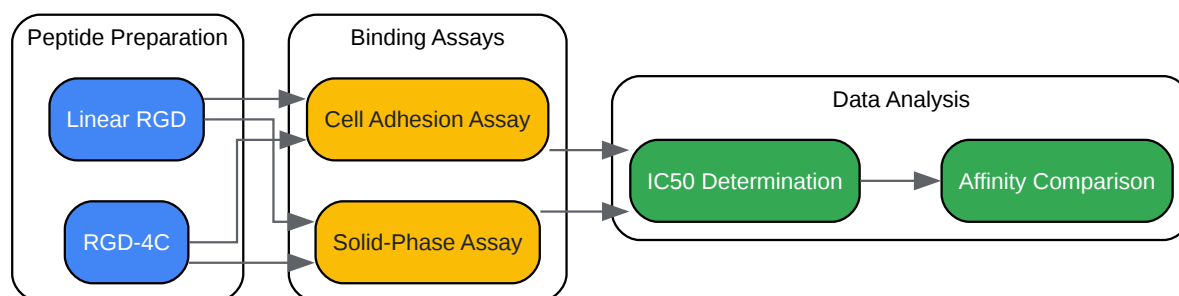 Peptide Preparation
Linear RGD
RGD-4C
Binding Assays
Cell Adhesion Assay
Solid-Phase Assay
Data Analysis
IC50 Determination
Affinity Comparison